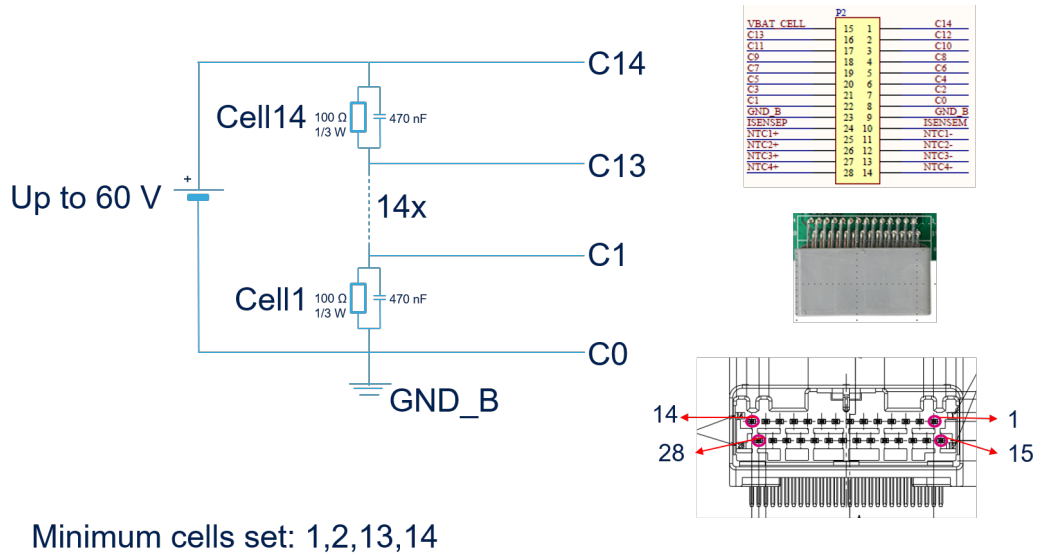 Up to 60 V
+
Cell14
100 Ω
1/3 W
470 nF
14x
Cell1
100 Ω
1/3 W
470 nF
C14
C13
C1
C0
GND_B
Minimum cells set: 1,2,13,14
P2
VBAT_CELL 15 1 C14
C13 16 2 C12
C11 17 3 C10
C9 18 4 C8
C7 19 5 C6
C5 20 6 C4
C3 21 7 C2
C1 22 8 C0
GND_B 23 9 GND_B
ISENSEP 24 10 ISENSEM
NTC1+ 25 11 NTC1-
NTC2+ 26 12 NTC2-
NTC3+ 27 13 NTC3-
NTC4+ 28 14 NTC4-
14
1
28
15